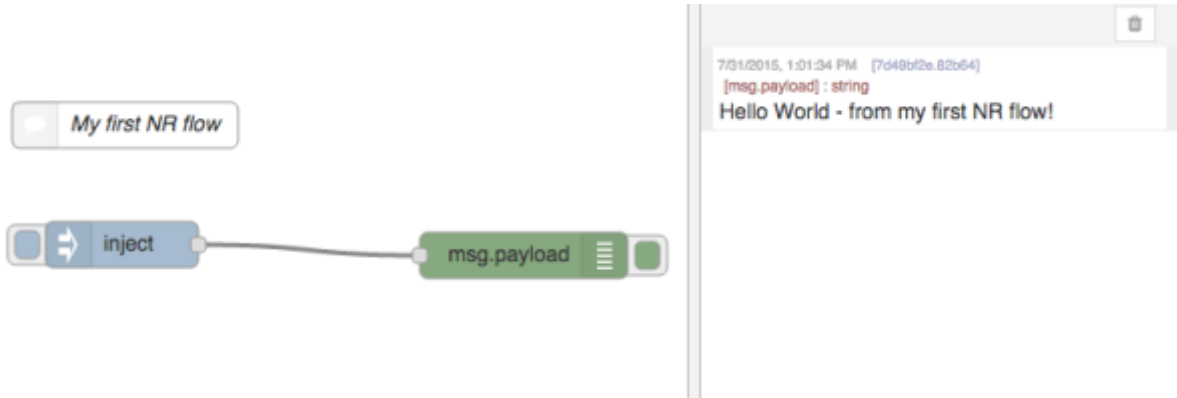 My first NR flow
inject
msg.payload
7/31/2015, 1:01:34 PM [7d49bf2e.82b64]
[msg.payload] : string
Hello World - from my first NR flow!